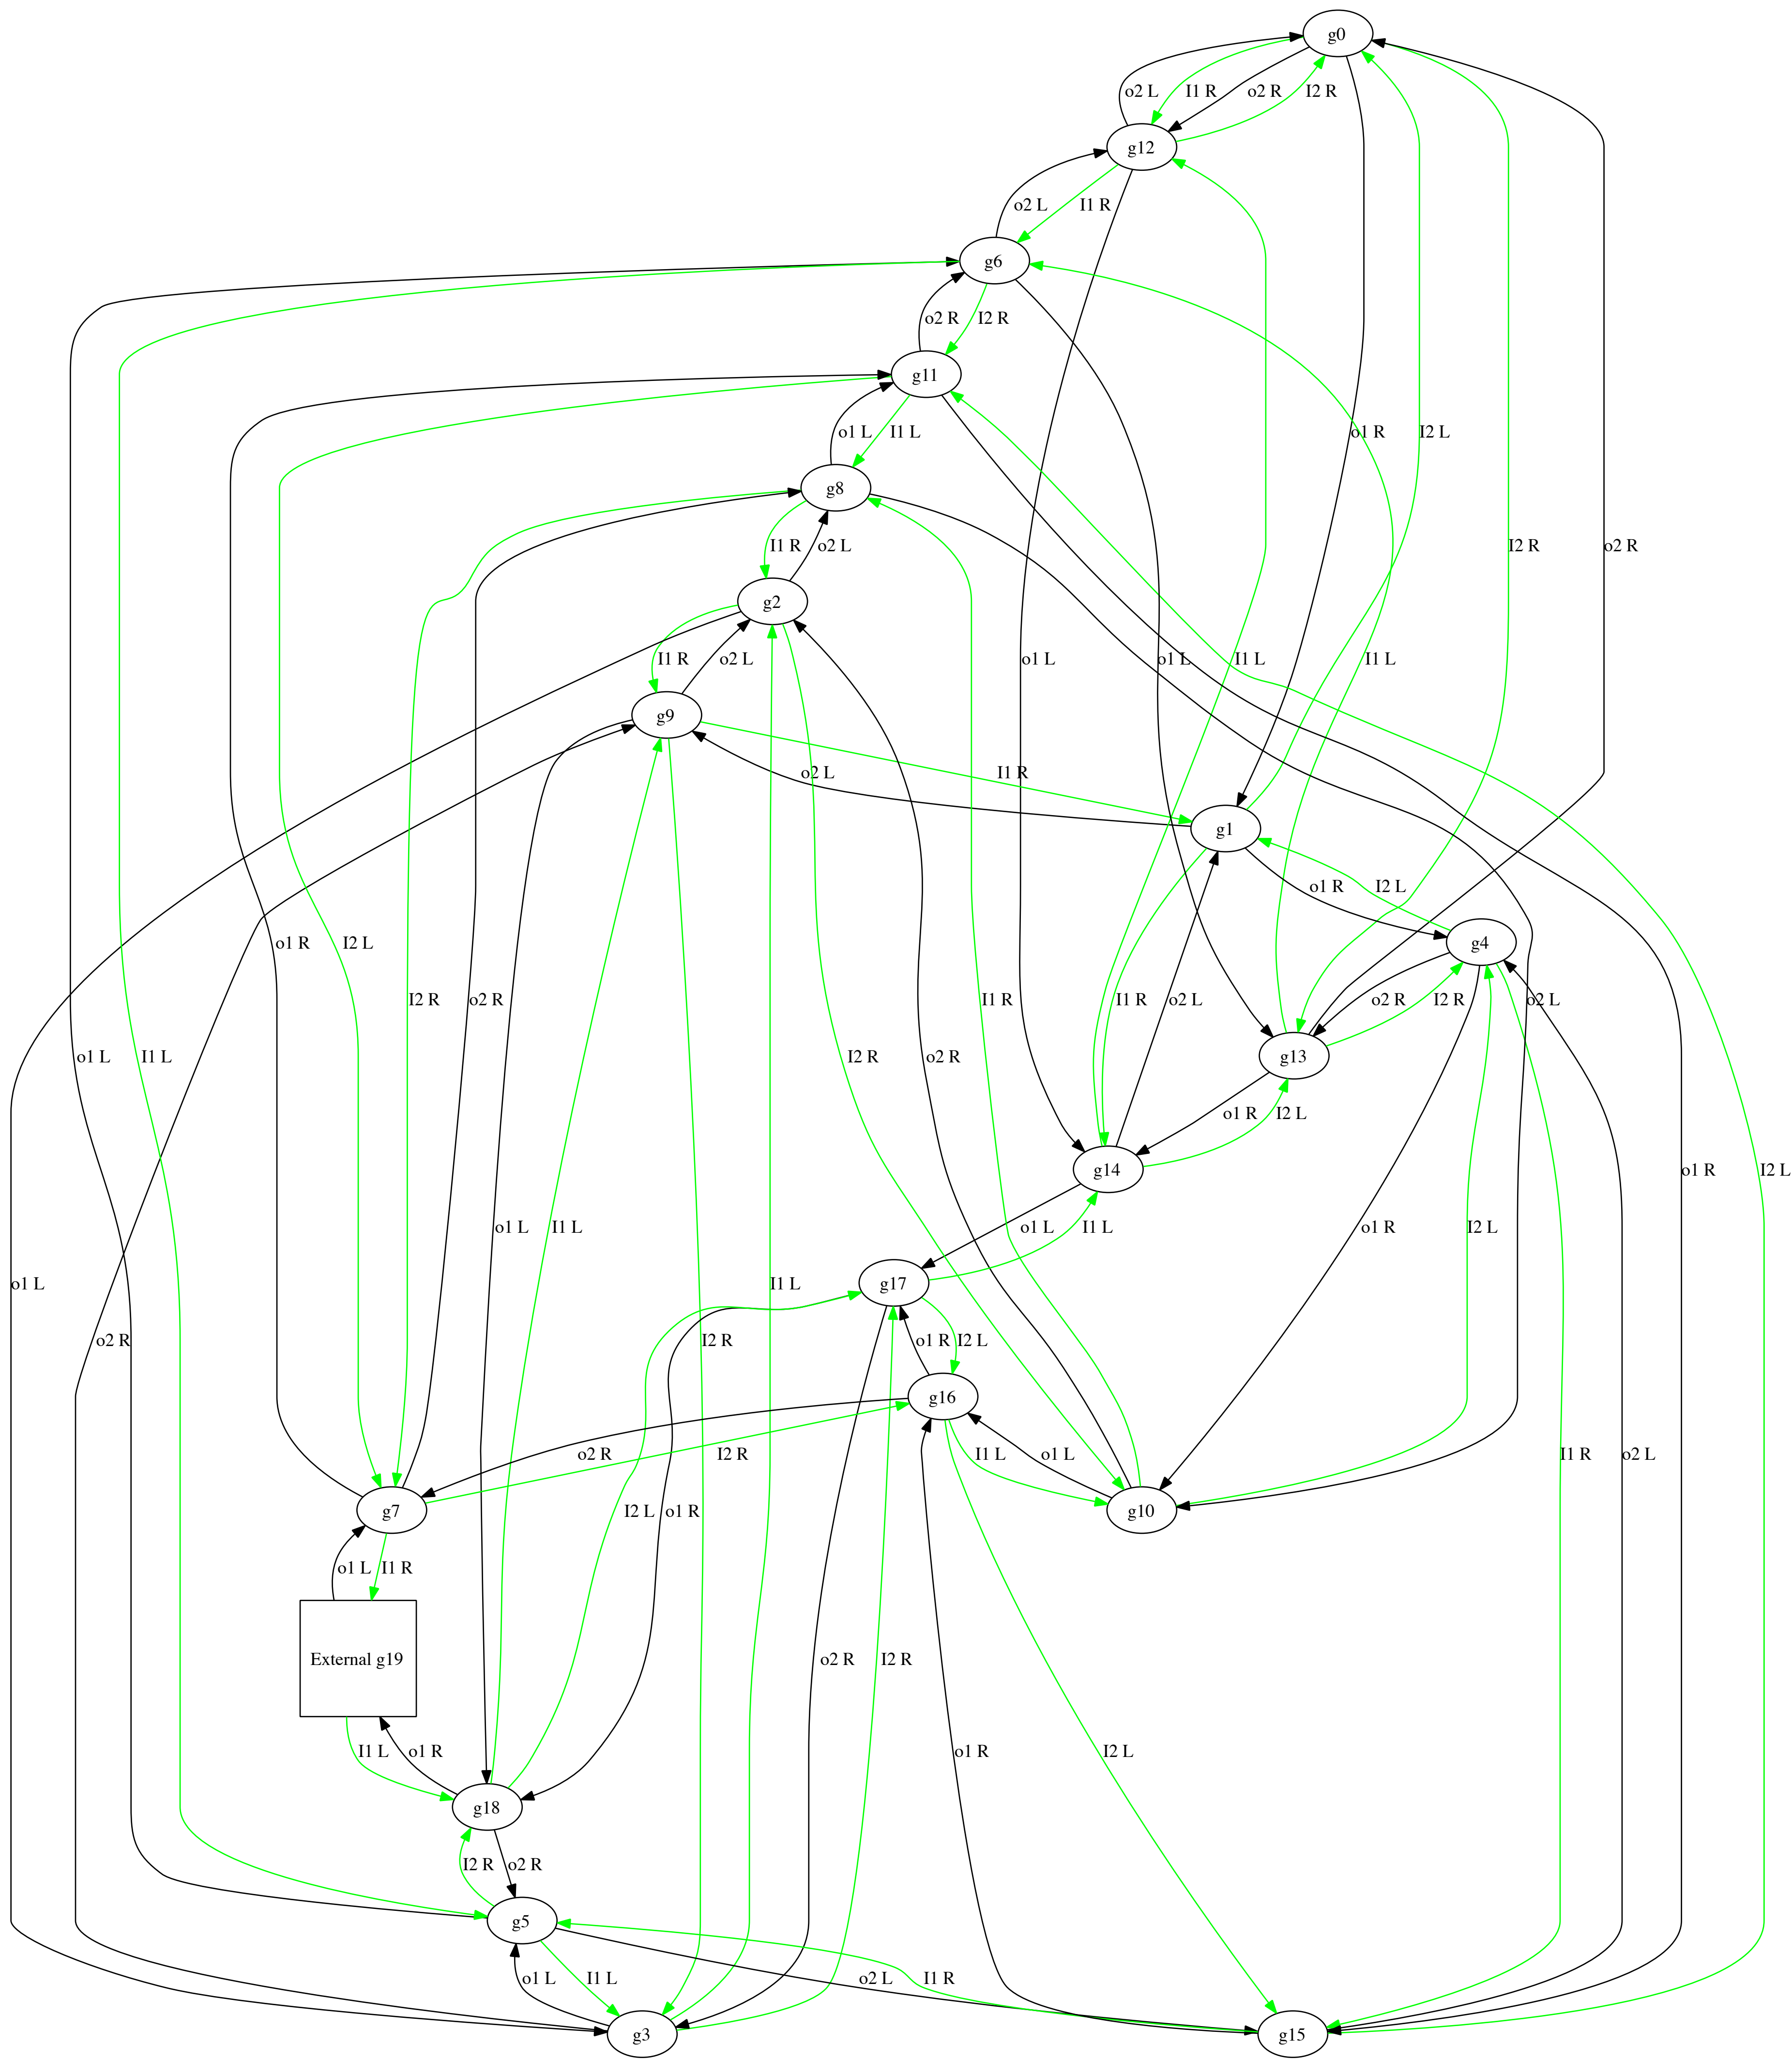 g0
o2 L
I1 R
o2 R
I2 R
g12
o2 L
I1 R
g6
o2 R
I2 R
g11
o1 L
I1 L
o1 R
I2 L
g8
I1 R
o2 L
I2 R
o2 R
g2
I1 R
o2 L
o1 L
o1 L
I1 L
I1 L
g9
o2 L
I1 R
g1
o1 R
I2 L
o1 R
I2 L
g4
I2 R
o2 R
I1 R
I1 R
o2 L
o2 R
I2 R
o2 L
o1 L
I1 L
I2 R
o2 R
g13
o1 R
I2 L
g14
o1 R
I2 L
o1 L
I1 L
o1 L
I1 L
o1 R
I2 L
o1 L
g17
I1 L
o2 R
I2 R
o1 R
I2 L
g16
o2 R
I2 R
I1 L
o1 L
I1 R
o2 L
g7
I2 L
o1 R
g10
o1 L
I1 R
External g19
o2 R
I2 R
I1 L
o1 R
o1 R
I2 L
g18
I2 R
o2 R
g5
o1 L
I1 L
o2 L
I1 R
g3
g15